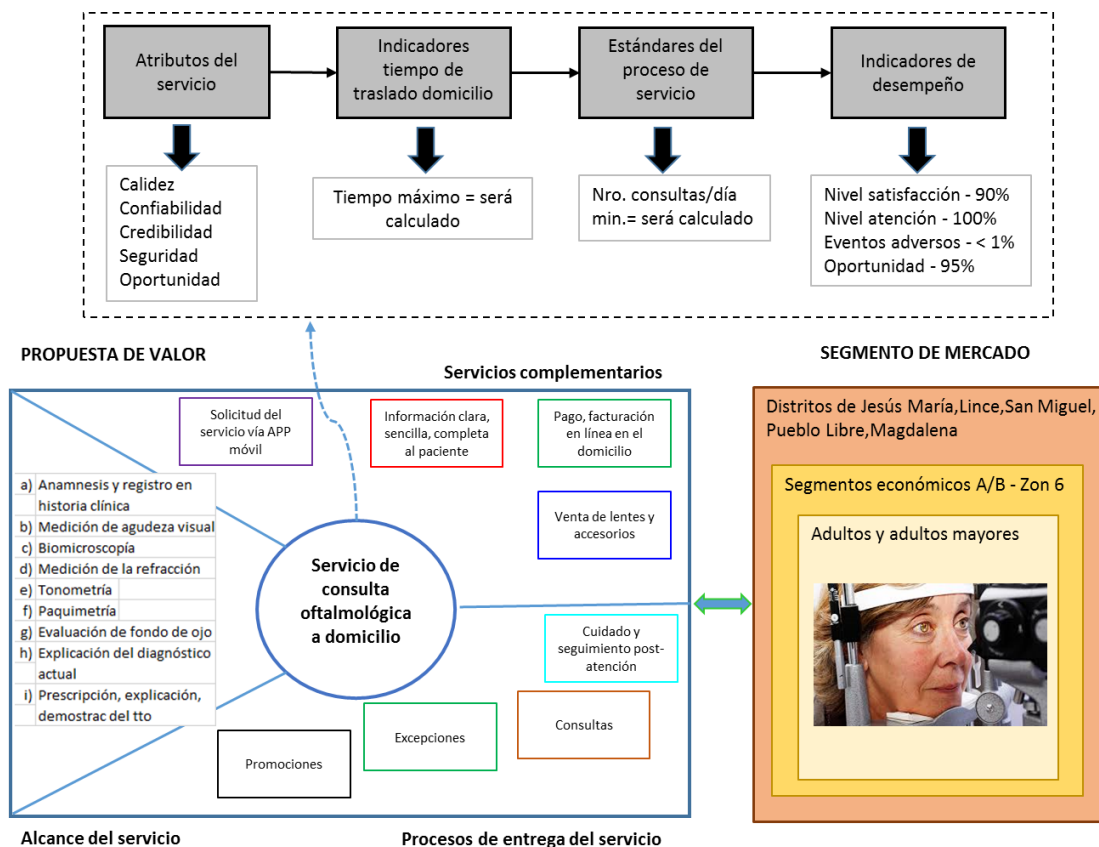 Atributos del
servicio
Indicadores
tiempo de
traslado domicilio
Estándares del
proceso de
servicio
Indicadores de
desempeño
Calidez
Confiabilidad
Credibilidad
Seguridad
Oportunidad
Tiempo máximo = será
calculado
Nro. consultas/día
min.= será calculado
Nivel satisfacción - 90%
Nivel atención - 100%
Eventos adversos - < 1%
Oportunidad - 95%
PROPUESTA DE VALOR
SEGMENTO DE MERCADO
Servicios complementarios
Solicitud del
servicio vía APP
móvil
Información clara,
sencilla, completa
al paciente
Pago, facturación
en línea en el
domicilio
Venta de lentes y
accesorios
a) Anamnesis y registro en
historia clínica
b) Medición de agudeza visual
c) Biomicroscopía
d) Medición de la refracción
e) Tonometría
f) Paquimetría
g) Evaluación de fondo de ojo
h) Explicación del diagnóstico
actual
i) Prescripción, explicación,
demostrac del tto
Servicio de
consulta
oftalmológica
a domicilio
Cuidado y
seguimiento post-
atención
Consultas
Excepciones
Promociones
Distritos de Jesús María,Lince,San Miguel,
Pueblo Libre,Magdalena
Segmentos económicos A/B - Zon 6
Adultos y adultos mayores
Alcance del servicio
Procesos de entrega del servicio